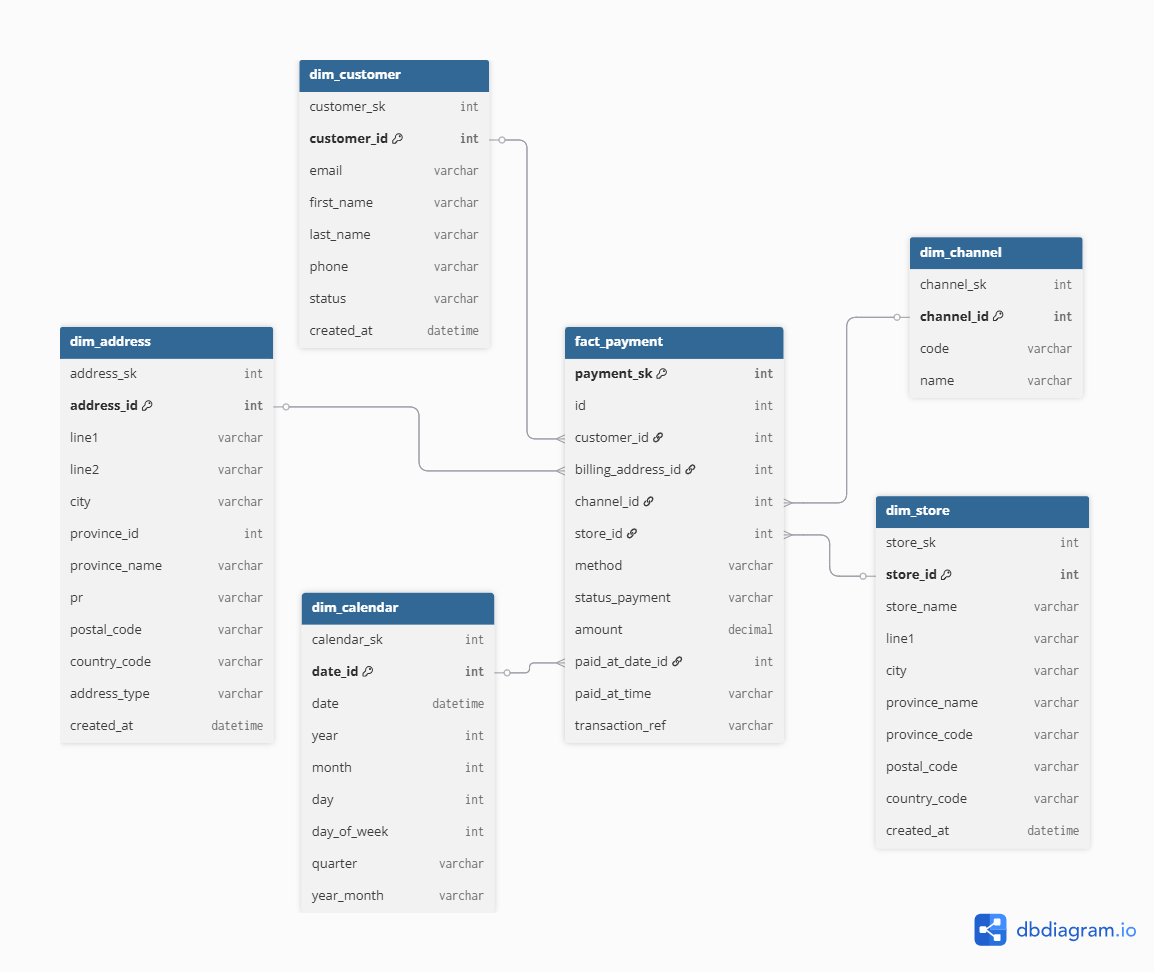 dim_customer
customer_sk int
customer_id int
email varchar
first_name varchar
last_name varchar
phone varchar
status varchar
created_at datetime
dim_address
address_sk int
address_id int
line1 varchar
line2 varchar
city varchar
province_id int
province_name varchar
pr varchar
postal_code varchar
country_code varchar
address_type varchar
created_at datetime
dim_calendar
calendar_sk int
date_id int
date datetime
year int
month int
day int
day_of_week int
quarter varchar
year_month varchar
fact_payment
payment_sk int
id int
customer_id int
billing_address_id int
channel_id int
store_id int
method varchar
status_payment varchar
amount decimal
paid_at_date_id int
paid_at_time varchar
transaction_ref varchar
dim_channel
channel_sk int
channel_id int
code varchar
name varchar
dim_store
store_sk int
store_id int
store_name varchar
line1 varchar
city varchar
province_name varchar
province_code varchar
postal_code varchar
country_code varchar
created_at datetime
dbdiagram.io